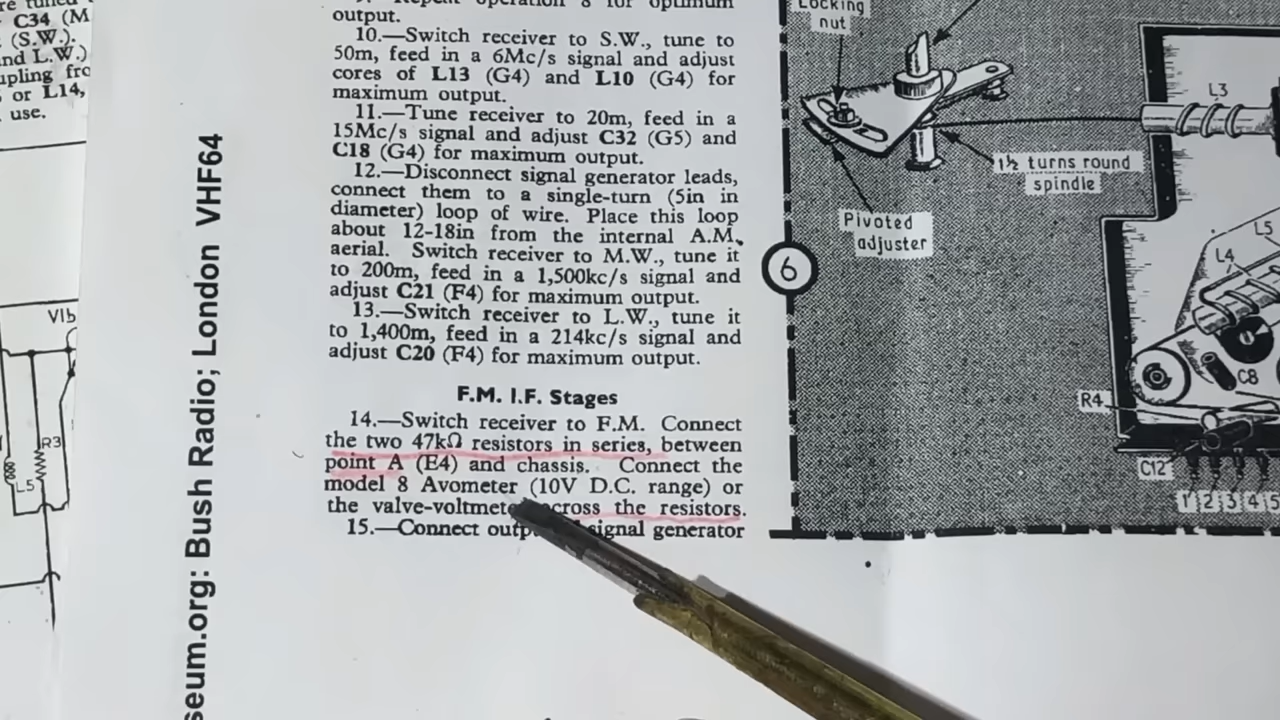 C34 (M
(S.W.).
nd L.W.)
pling fro
or L14,
use.
V1b
R3
L5
seum.org: Bush Radio; London VHF64
output.
10.—Switch receiver to S.W., tune to
50m, feed in a 6Mc/s signal and adjust
cores of L13 (G4) and L10 (G4) for
maximum output.
11.—Tune receiver to 20m, feed in a
15Mc/s signal and adjust C32 (G5) and
C18 (G4) for maximum output.
12.—Disconnect signal generator leads,
connect them to a single-turn (5in in
diameter) loop of wire. Place this loop
about 12-18in from the internal A.M.
aerial. Switch receiver to M.W., tune it
to 200m, feed in a 1,500kc/s signal and
adjust C21 (F4) for maximum output.
13.—Switch receiver to L.W., tune it
to 1,400m, feed in a 214kc/s signal and
adjust C20 (F4) for maximum output.
F.M. I.F. Stages
14.—Switch receiver to F.M. Connect
the two 47kΩ resistors in series, between
point A (E4) and chassis. Connect the
model 8 Avometer (10V D.C. range) or
the valve-voltmete across the resistors.
15.—Connect outp signal generator
Locking
nut
1½ turns round
spindle
Pivoted
adjuster
6
L3
L5
L4
C8
R4
C12
1 2 3 4 5